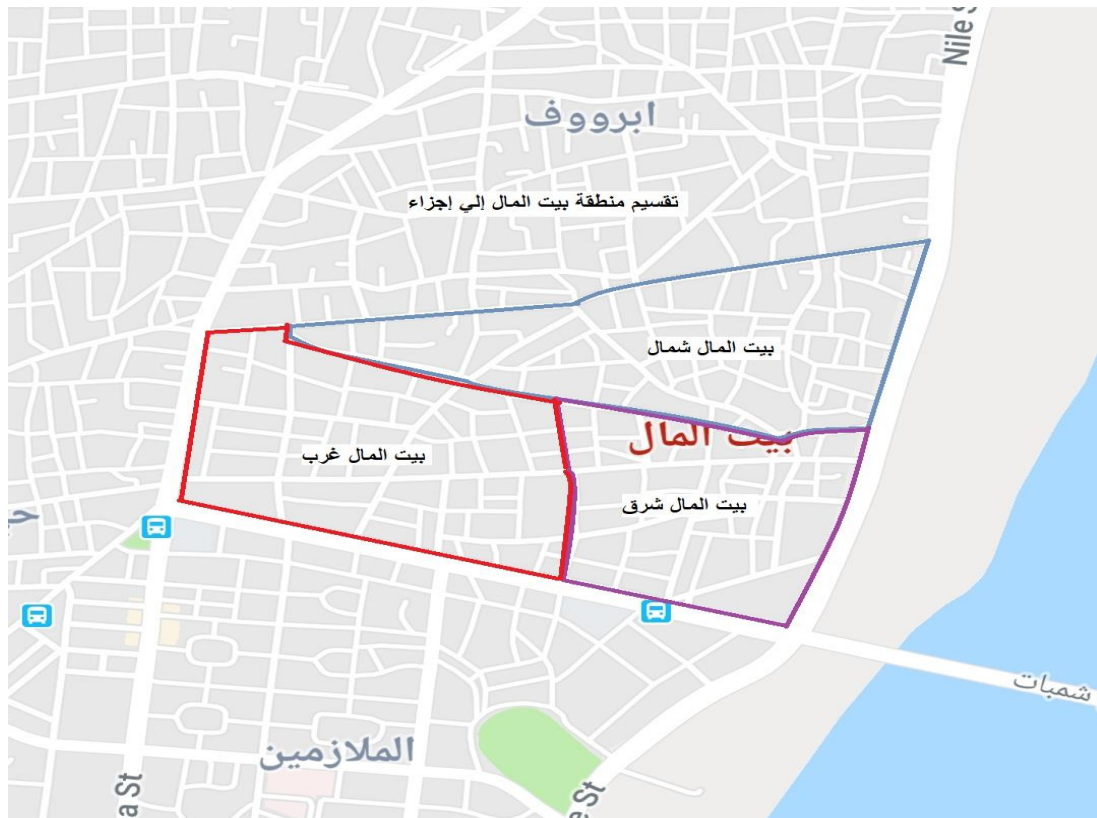 Nile S
ابرووف
تقسيم منطقة بيت المال إلي إجزاء
بيت المال شمال
بيت المال
بيت المال غرب
بيت المال شرق
حي
شمبات
الملازمين
a St
e St